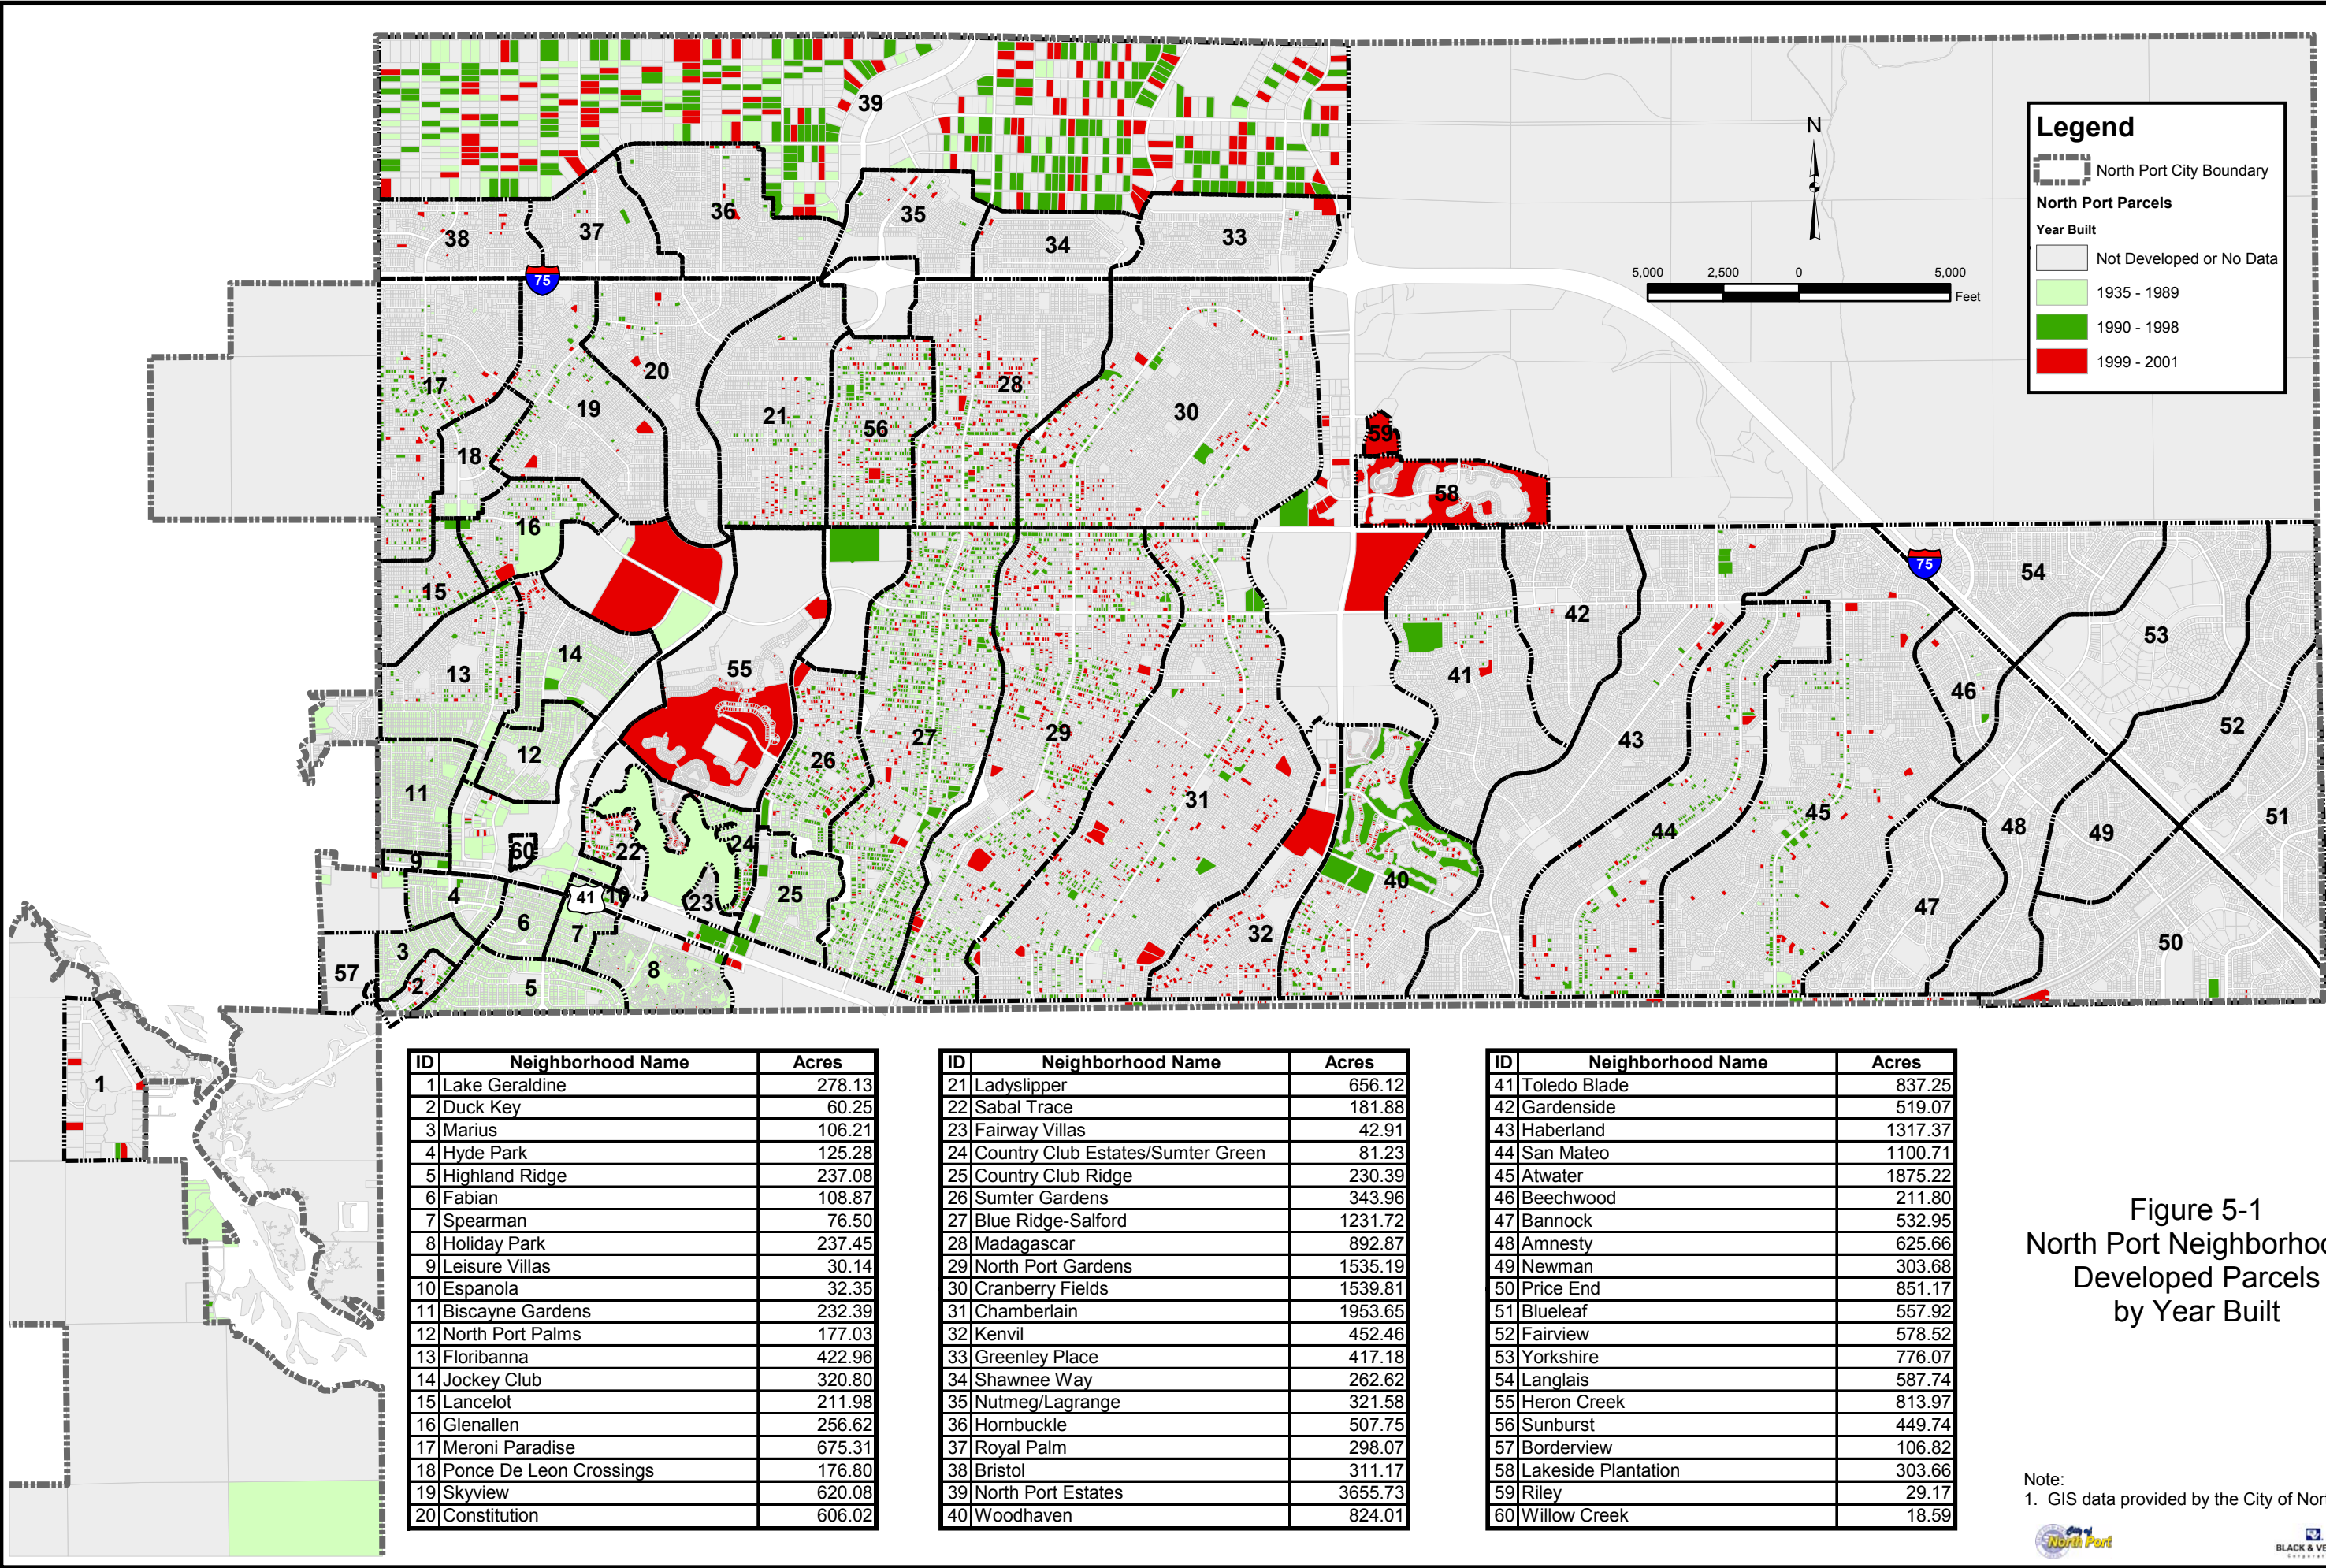 39
36
35
37
38
34
33
75
N
5,000 2,500 0 5,000
Feet
Legend
North Port City Boundary
North Port Parcels
Year Built
Not Developed or No Data
1935 - 1989
1990 - 1998
1999 - 2001
17
20
28
19
21
30
56
18
59
58
16
15
75
54
42
14
53
13
55
41
46
52
12
27
29
43
26
11
31
45
51
44
48
49
24
22
60
9
40
4
10
41
25
23
47
6
7
32
50
3
8
57
2
5
1
ID Neighborhood Name Acres
1 Lake Geraldine 278.13
2 Duck Key 60.25
3 Marius 106.21
4 Hyde Park 125.28
5 Highland Ridge 237.08
6 Fabian 108.87
7 Spearman 76.50
8 Holiday Park 237.45
9 Leisure Villas 30.14
10 Espanola 32.35
11 Biscayne Gardens 232.39
12 North Port Palms 177.03
13 Floribanna 422.96
14 Jockey Club 320.80
15 Lancelot 211.98
16 Glenallen 256.62
17 Meroni Paradise 675.31
18 Ponce De Leon Crossings 176.80
19 Skyview 620.08
20 Constitution 606.02
ID Neighborhood Name Acres
21 Ladyslipper 656.12
22 Sabal Trace 181.88
23 Fairway Villas 42.91
24 Country Club Estates/Sumter Green 81.23
25 Country Club Ridge 230.39
26 Sumter Gardens 343.96
27 Blue Ridge-Salford 1231.72
28 Madagascar 892.87
29 North Port Gardens 1535.19
30 Cranberry Fields 1539.81
31 Chamberlain 1953.65
32 Kenvil 452.46
33 Greenley Place 417.18
34 Shawnee Way 262.62
35 Nutmeg/Lagrange 321.58
36 Hornbuckle 507.75
37 Royal Palm 298.07
38 Bristol 311.17
39 North Port Estates 3655.73
40 Woodhaven 824.01
ID Neighborhood Name Acres
41 Toledo Blade 837.25
42 Gardenside 519.07
43 Haberland 1317.37
44 San Mateo 1100.71
45 Atwater 1875.22
46 Beechwood 211.80
47 Bannock 532.95
48 Amnesty 625.66
49 Newman 303.68
50 Price End 851.17
51 Blueleaf 557.92
52 Fairview 578.52
53 Yorkshire 776.07
54 Langlais 587.74
55 Heron Creek 813.97
56 Sunburst 449.74
57 Borderview 106.82
58 Lakeside Plantation 303.66
59 Riley 29.17
60 Willow Creek 18.59
Figure 5-1
North Port Neighborhoo
Developed Parcels
by Year Built
Note:
1. GIS data provided by the City of Nor
City of
North Port
BLACK & VE